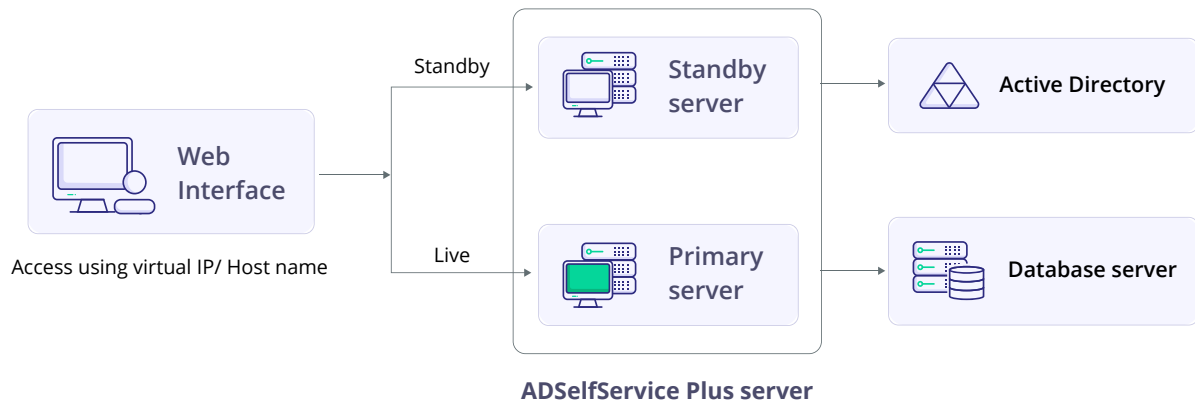 Standby
Standby
server
Active Directory
Web
Interface
Access using virtual IP/ Host name
Live
Primary
server
Database server
ADSelfService Plus server